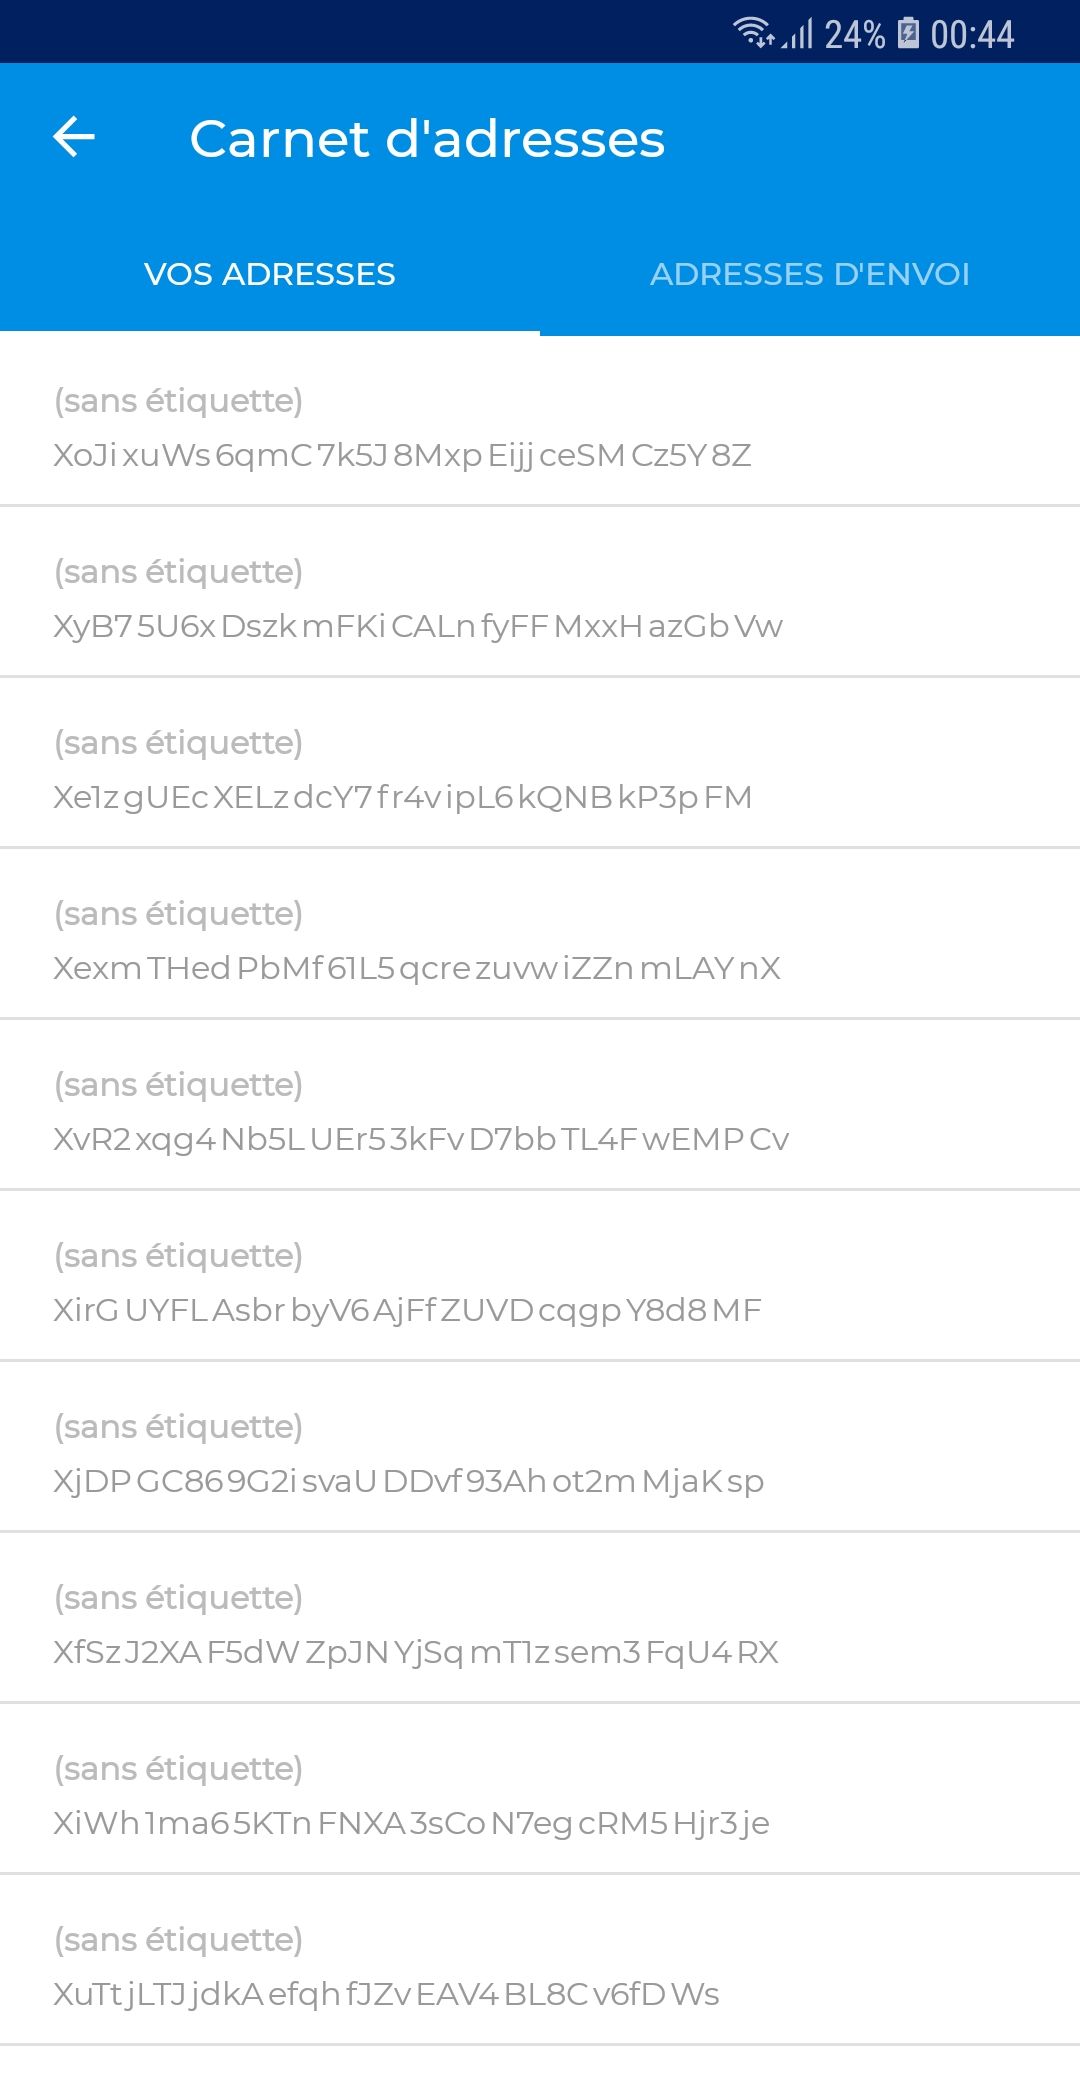 24% 00:44
Carnet d'adresses
VOS ADRESSES ADRESSES D'ENVOI
(sans étiquette)
XoJi xuWs 6qmC 7k5J 8Mxp Eijj ceSM Cz5Y 8Z
(sans étiquette)
XyB7 5U6x Dszk mFKi CALn fyFF MxxH azGb Vw
(sans étiquette)
Xe1z gUEc XELz dcY7 fr4v ipL6 kQNB kP3p FM
(sans étiquette)
Xexm THed PbMf 61L5 qcre zuvw iZZn mLAY nX
(sans étiquette)
XvR2 xqg4 Nb5L UEr5 3kFv D7bb TL4F wEMP Cv
(sans étiquette)
XirG UYFL Asbr byV6 AjFf ZUVD cqgp Y8d8 MF
(sans étiquette)
XjDP GC86 9G2i svaU DDvf 93Ah ot2m MjaK sp
(sans étiquette)
XfSz J2XA F5dW ZpJN YjSq mT1z sem3 FqU4 RX
(sans étiquette)
XiWh 1ma6 5KTn FNXA 3sCo N7eg cRM5 Hjr3 je
(sans étiquette)
XuTt jLTJ jdkA efqh fJZv EAV4 BL8C v6fD Ws